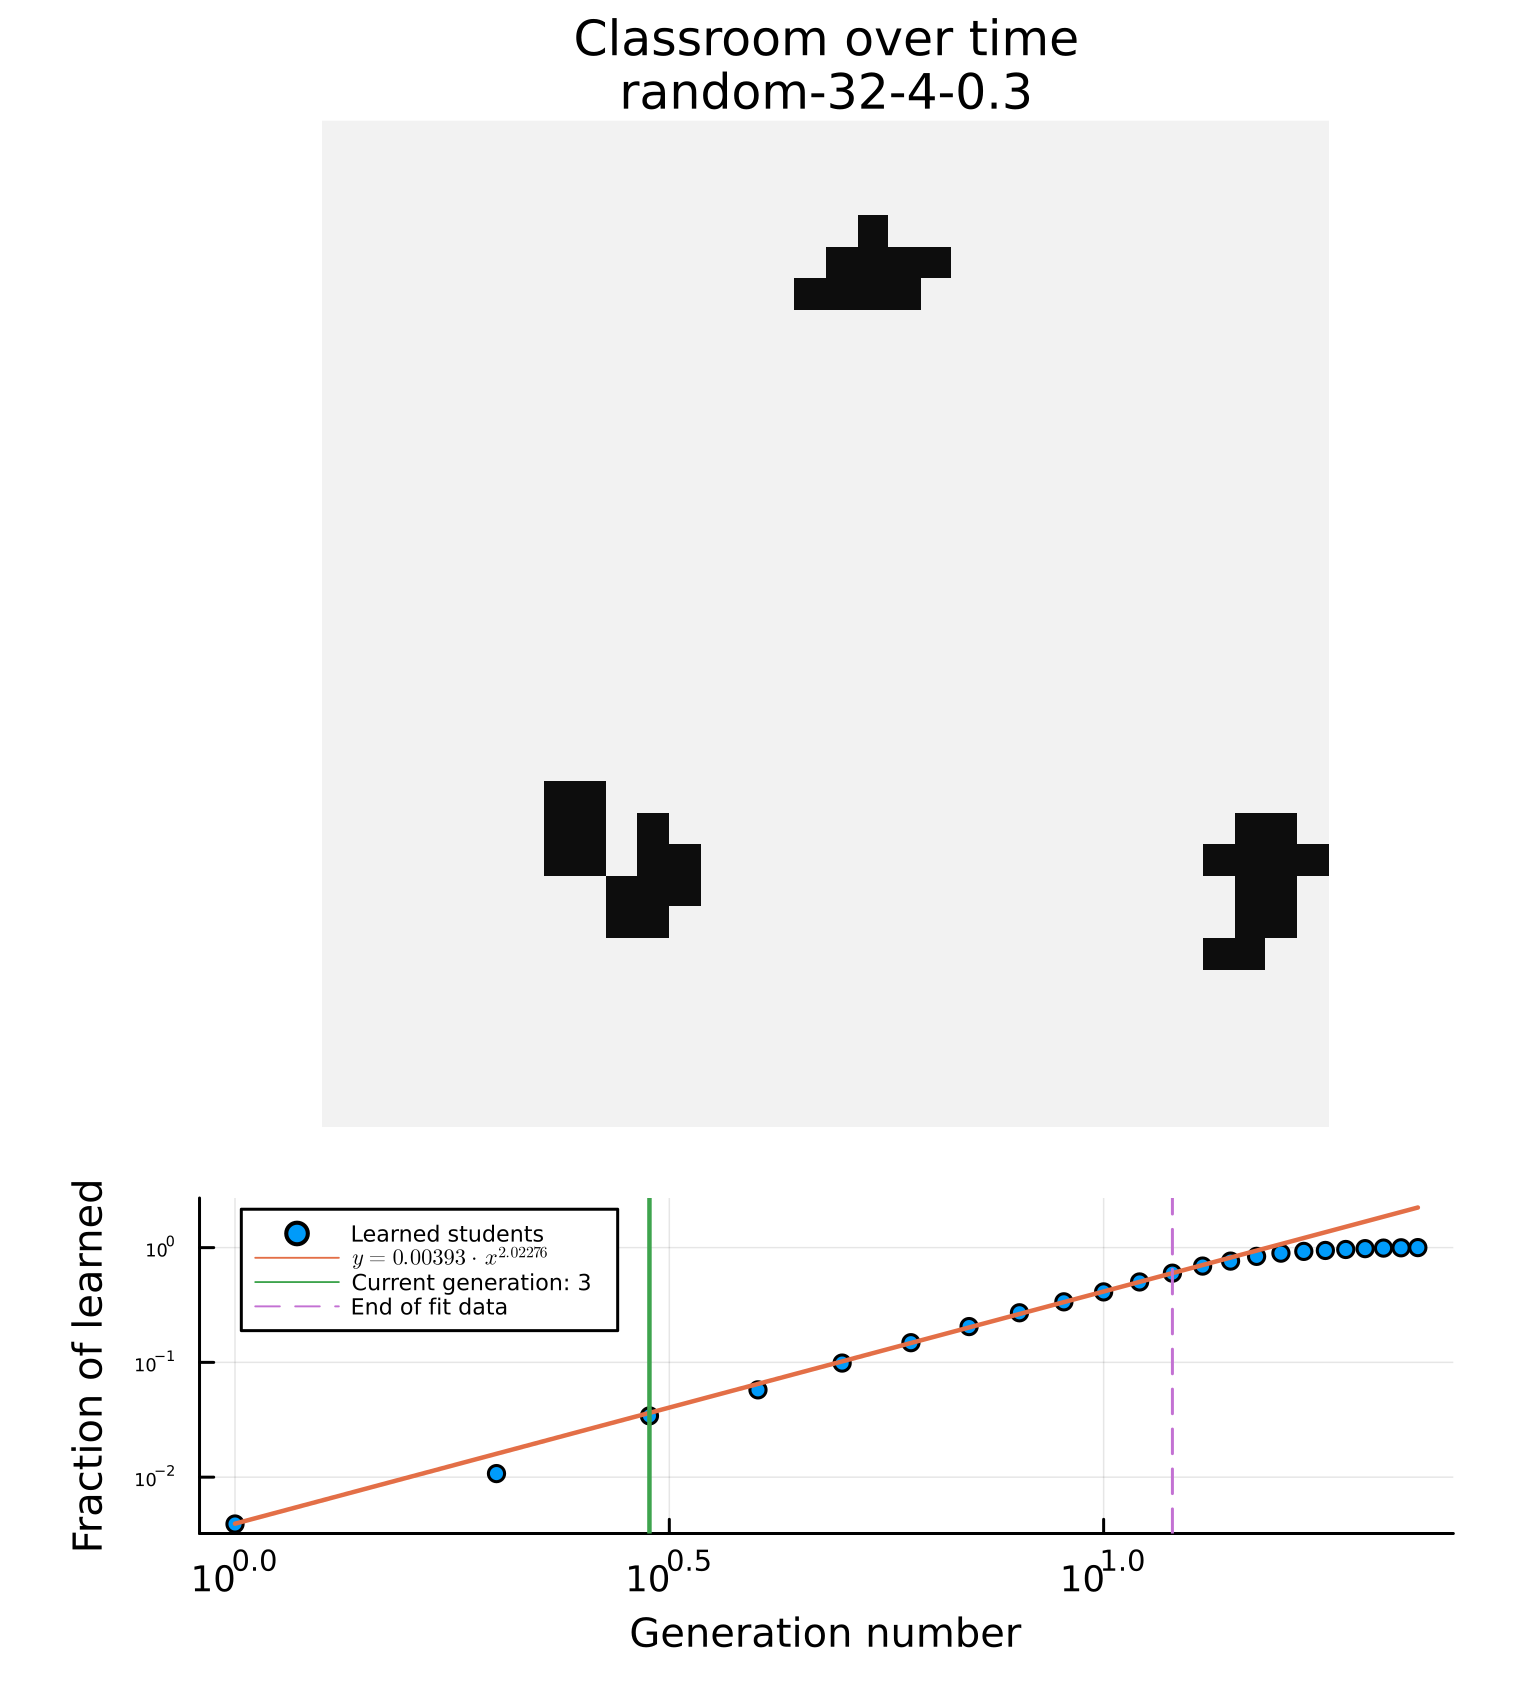 Classroom over time
random-32-4-0.3
Fraction of learned
10^0
10^-1
10^-2
Learned students
y = 0.00393 · x^2.02276
Current generation: 3
End of fit data
10^0.0
10^0.5
10^1.0
Generation number